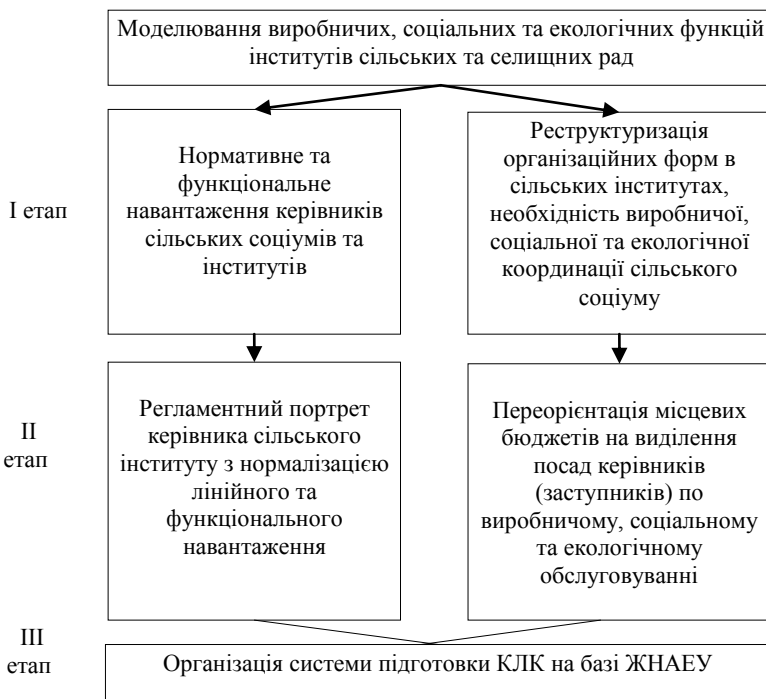 Моделювання виробничих, соціальних та екологічних функцій
інститутів сільських та селищних рад
I етап
Нормативне та
функціональне
навантаження керівників
сільських соціумів та
інститутів
Реструктуризація
організаційних форм в
сільських інститутах,
необхідність виробничої,
соціальної та екологічної
координації сільського
соціуму
II
етап
Регламентний портрет
керівника сільського
інституту з нормалізацією
лінійного та
функціонального
навантаження
Переорієнтація місцевих
бюджетів на виділення
посад керівників
(заступників) по
виробничому, соціальному
та екологічному
обслуговуванні
III
етап
Організація системи підготовки КЛК на базі ЖНАЕУ